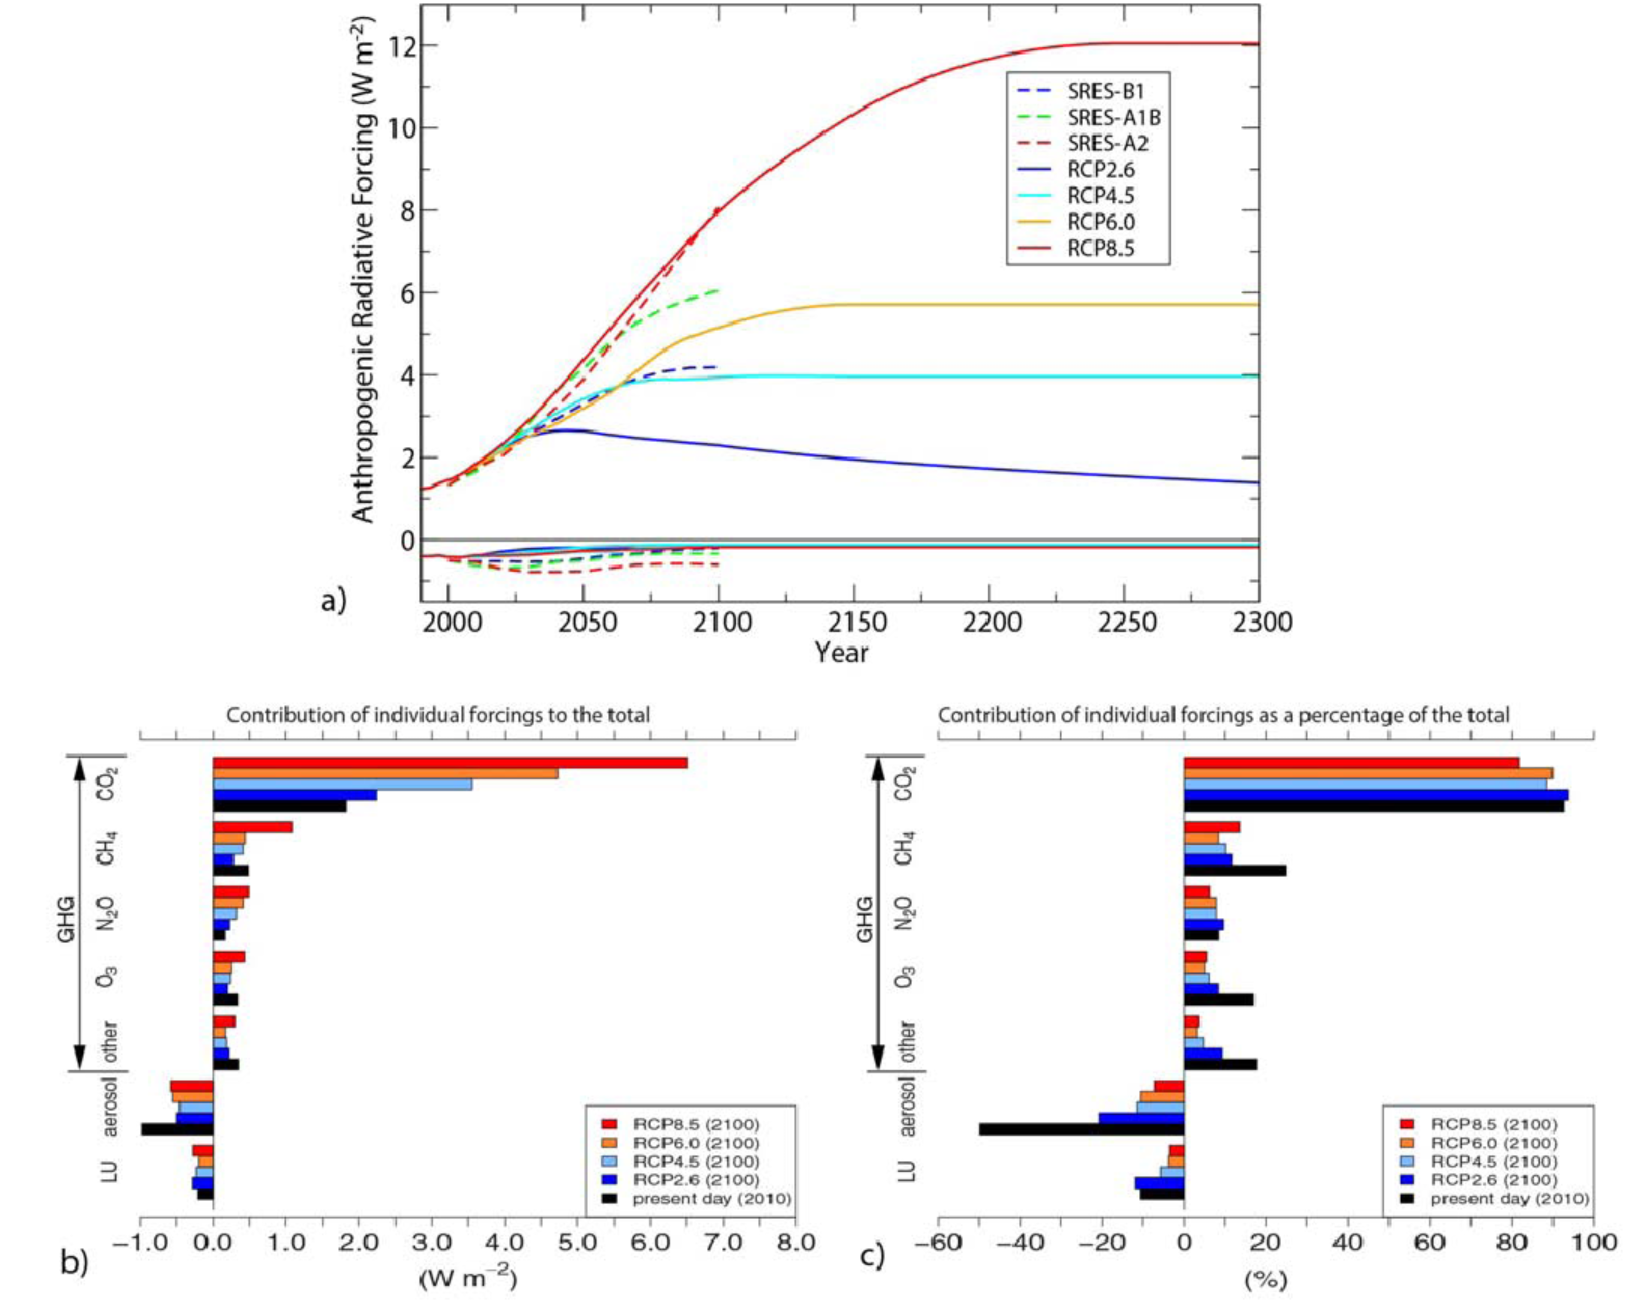 Anthropogenic Radiative Forcing (W m-2)
12
10
8
6
4
2
0
SRES-B1
SRES-A1B
SRES-A2
RCP2.6
RCP4.5
RCP6.0
RCP8.5
a)
2000 2050 2100 2150 2200 2250 2300
Year
Contribution of individual forcings to the total
GHG
CO2
CH4
N2O
O3
other
aerosol
LU
RCP8.5 (2100)
RCP6.0 (2100)
RCP4.5 (2100)
RCP2.6 (2100)
present day (2010)
−1.0 0.0 1.0 2.0 3.0 4.0 5.0 6.0 7.0 8.0
b)
(W m−2)
Contribution of individual forcings as a percentage of the total
GHG
CO2
CH4
N2O
O3
other
aerosol
LU
RCP8.5 (2100)
RCP6.0 (2100)
RCP4.5 (2100)
RCP2.6 (2100)
present day (2010)
−60 −40 −20 0 20 40 60 80 100
c)
(%)